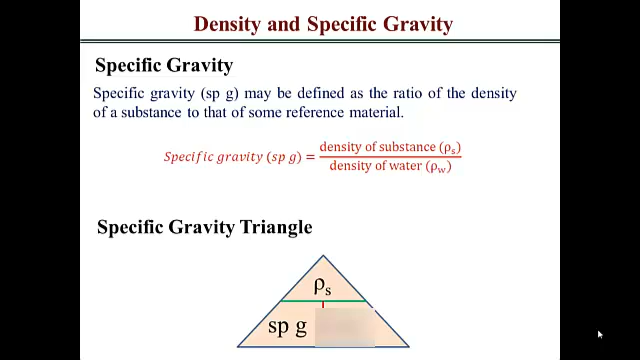 Density and Specific Gravity
Specific Gravity
Specific gravity (sp g) may be defined as the ratio of the density
of a substance to that of some reference material.
Specific gravity (sp g) = density of substance (ρs) / density of water (ρw)
Specific Gravity Triangle
ρs
sp g